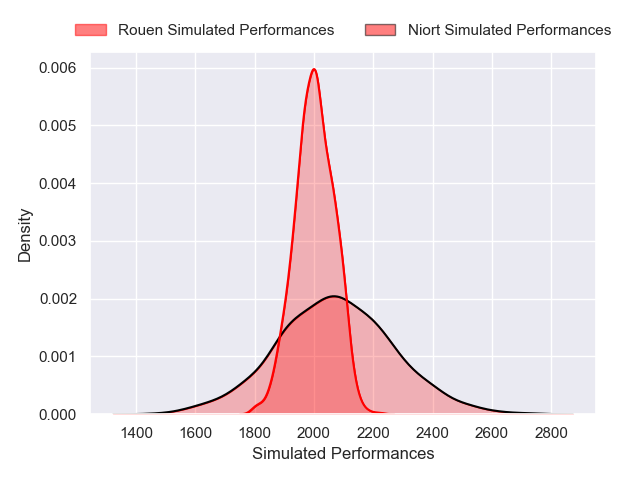 Rouen Simulated Performances
Niort Simulated Performances
0.006
0.005
0.004
0.003
0.002
0.001
0.000
Density
1400 1600 1800 2000 2200 2400 2600 2800
Simulated Performances